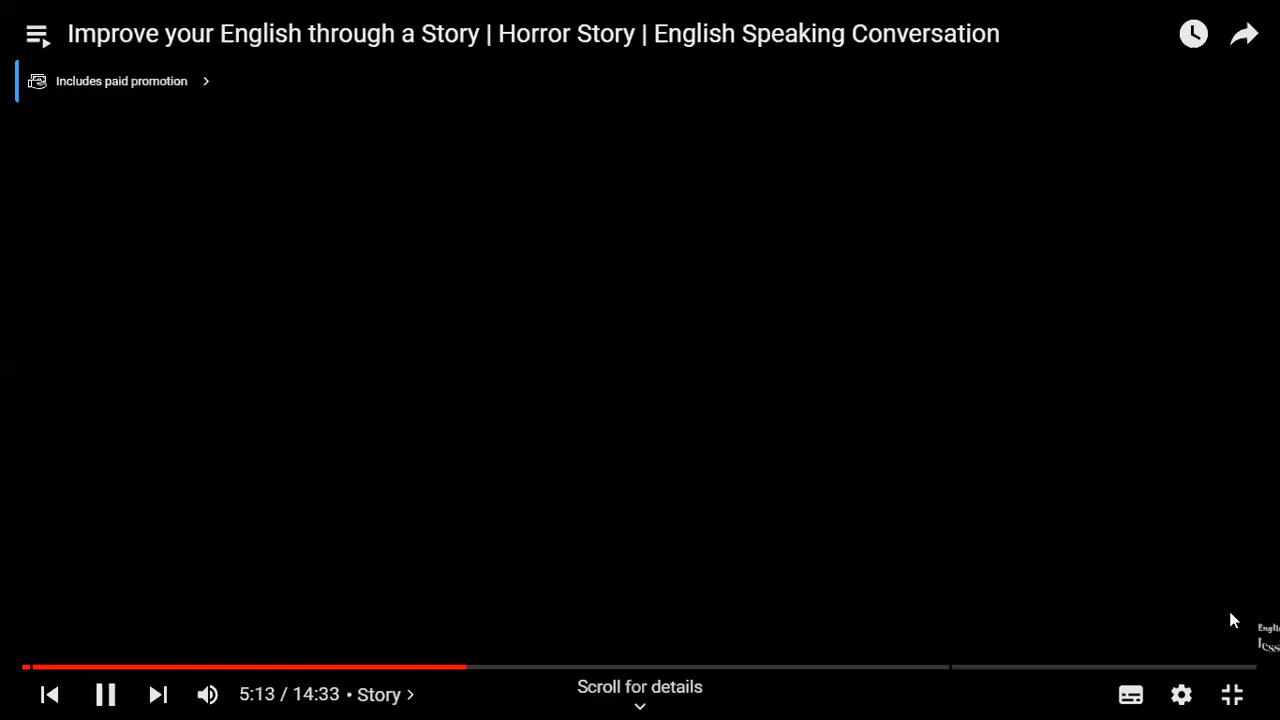 Improve your English through a Story | Horror Story | English Speaking Conversation
Includes paid promotion
5:13 / 14:33 • Story
Scroll for details